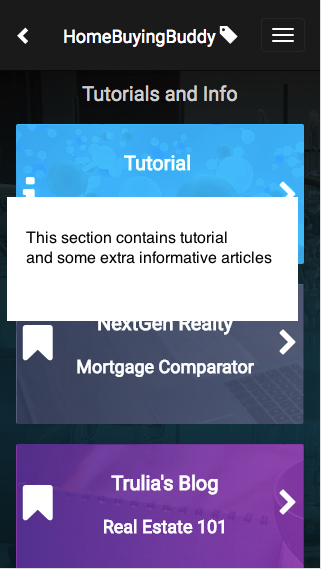 HomeBuyingBuddy
Tutorials and Info
Tutorial
This section contains tutorial
and some extra informative articles
NextGen Realty
Mortgage Comparator
Trulia's Blog
Real Estate 101